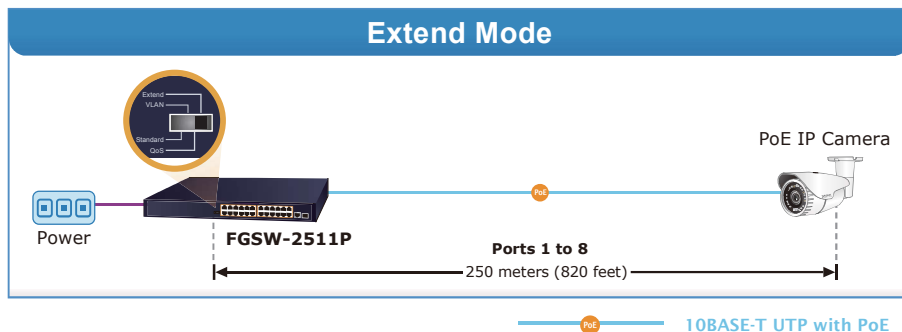 Extend Mode
Extend
VLAN
Standard
QoS
PoE IP Camera
PoE
Power
FGSW-2511P
Ports 1 to 8
250 meters (820 feet)
PoE
10BASE-T UTP with PoE